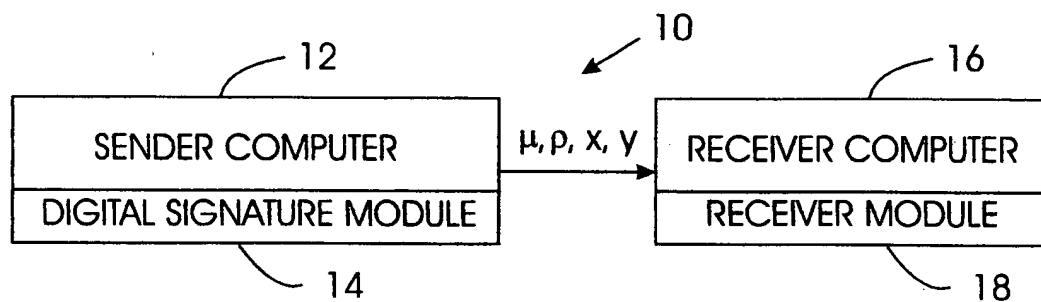 10
12
16
SENDER COMPUTER
μ, ρ, x, y
RECEIVER COMPUTER
DIGITAL SIGNATURE MODULE
RECEIVER MODULE
14
18